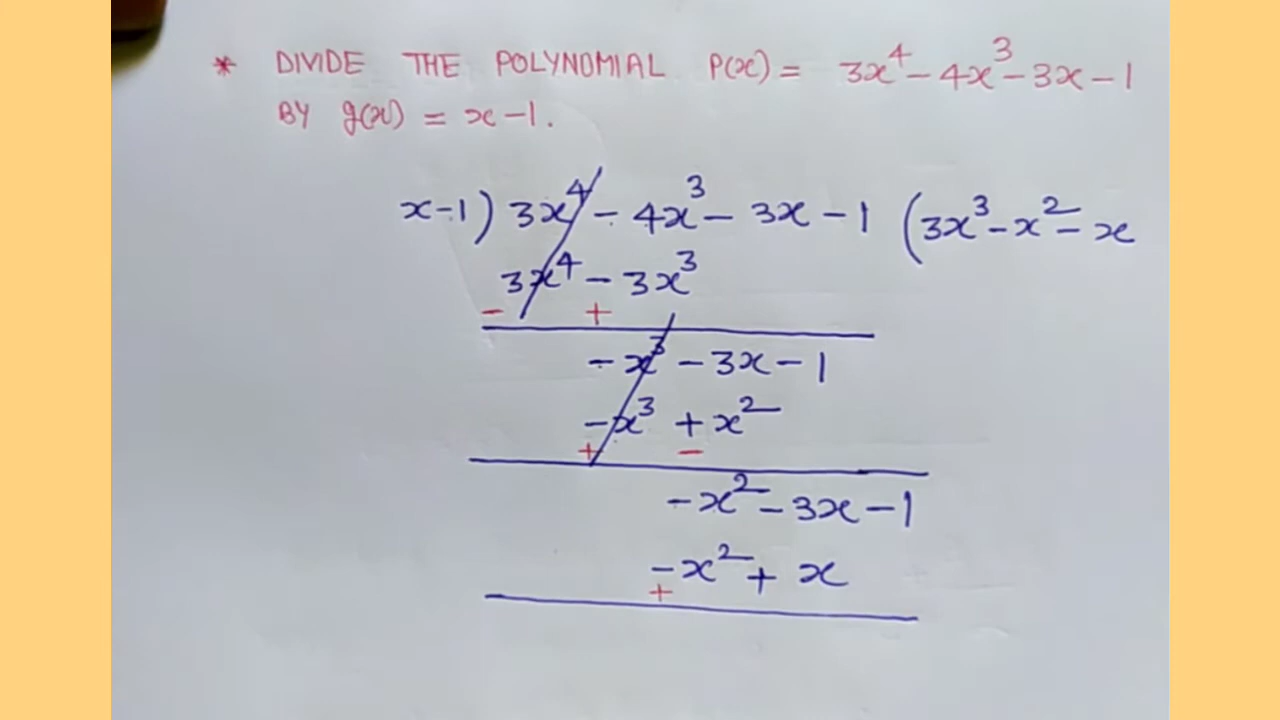 * DIVIDE THE POLYNOMIAL P(x) = 3x⁴ - 4x³ - 3x - 1
BY g(x) = x - 1.
x-1) 3x⁴ - 4x³ - 3x - 1 (3x³ - x² - x
3x⁴ - 3x³
- +
-x³ - 3x - 1
-x³ + x²
+ -
-x² - 3x - 1
-x² + x
+